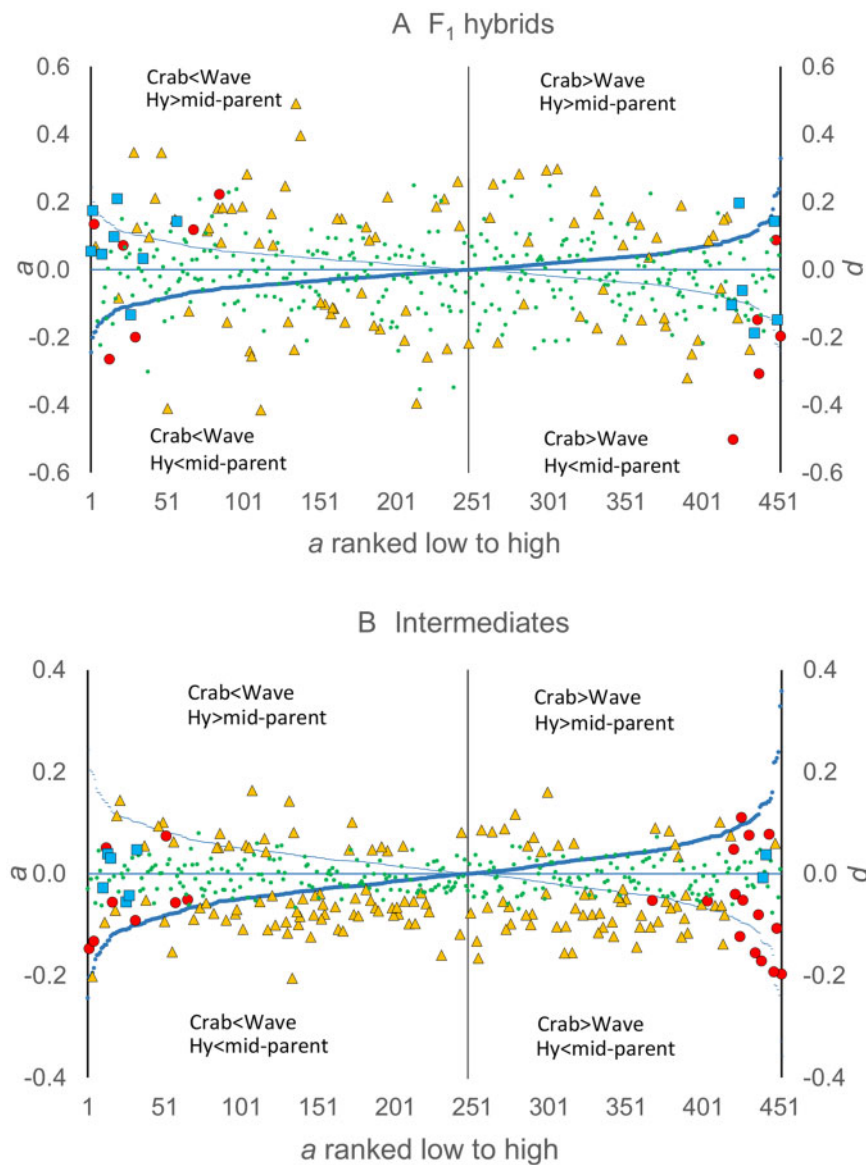 A F₁ hybrids
0.6
0.4
0.2
0.0
-0.2
-0.4
-0.6
a
Crab<Wave
Hy>mid-parent
Crab>Wave
Hy>mid-parent
Crab<Wave
Hy<mid-parent
Crab>Wave
Hy<mid-parent
0.6
0.4
0.2
0.0
-0.2
-0.4
-0.6
d
1 51 101 151 201 251 301 351 401 451
a ranked low to high
B Intermediates
0.4
0.2
0.0
-0.2
-0.4
a
Crab<Wave
Hy>mid-parent
Crab>Wave
Hy>mid-parent
Crab<Wave
Hy<mid-parent
Crab>Wave
Hy<mid-parent
0.4
0.2
0.0
-0.2
-0.4
d
1 51 101 151 201 251 301 351 401 451
a ranked low to high